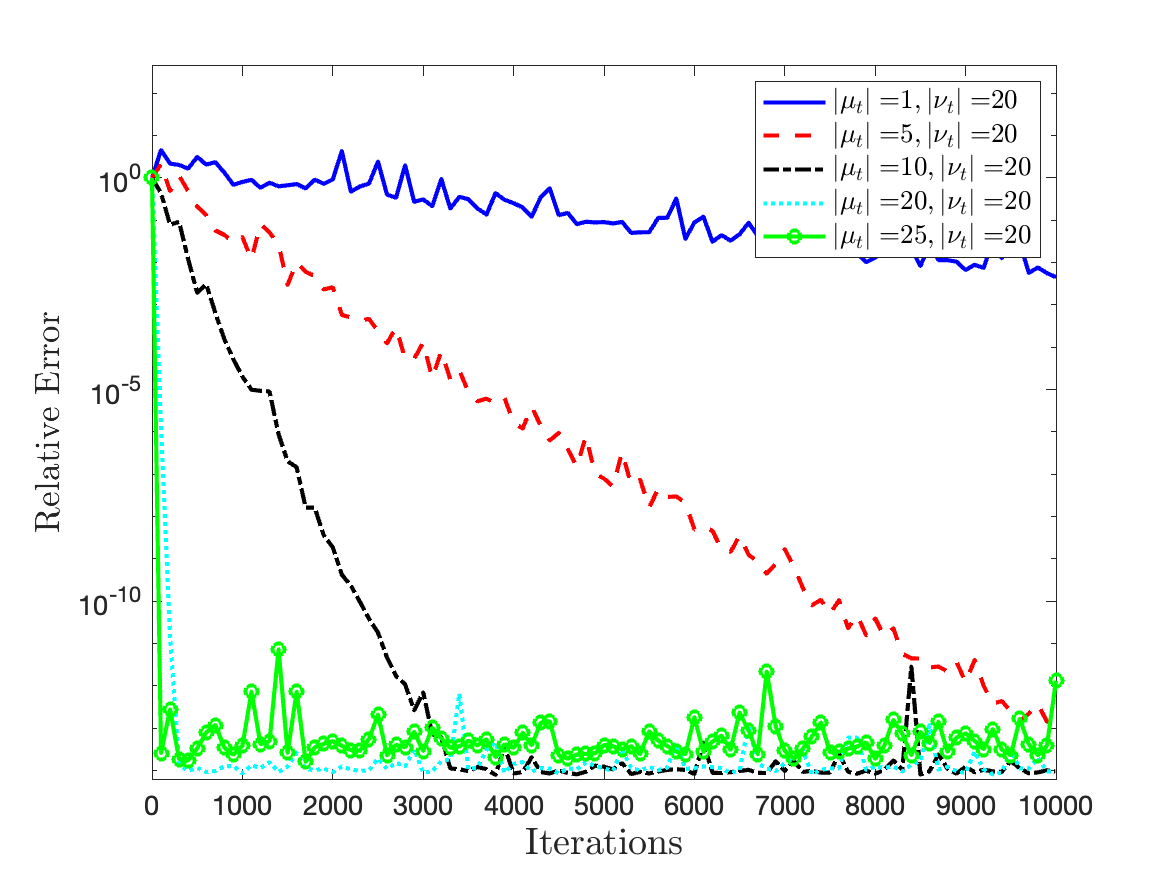 |μ_t| =1, |ν_t| =20
|μ_t| =5, |ν_t| =20
|μ_t| =10, |ν_t| =20
|μ_t| =20, |ν_t| =20
|μ_t| =25, |ν_t| =20
10^0
10^-5
10^-10
Relative Error
0 1000 2000 3000 4000 5000 6000 7000 8000 9000 10000
Iterations